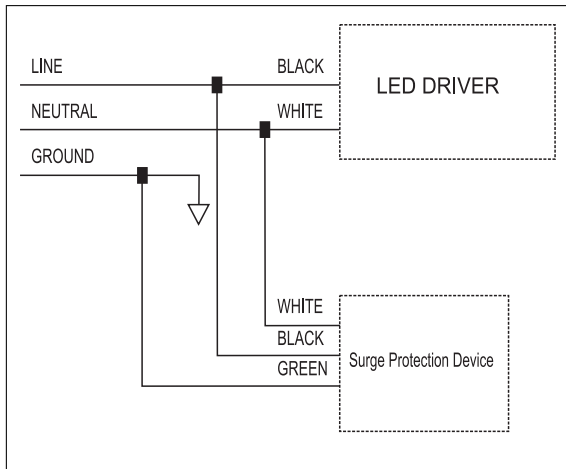 LINE
BLACK
LED DRIVER
NEUTRAL
WHITE
GROUND
WHITE
BLACK
Surge Protection Device
GREEN